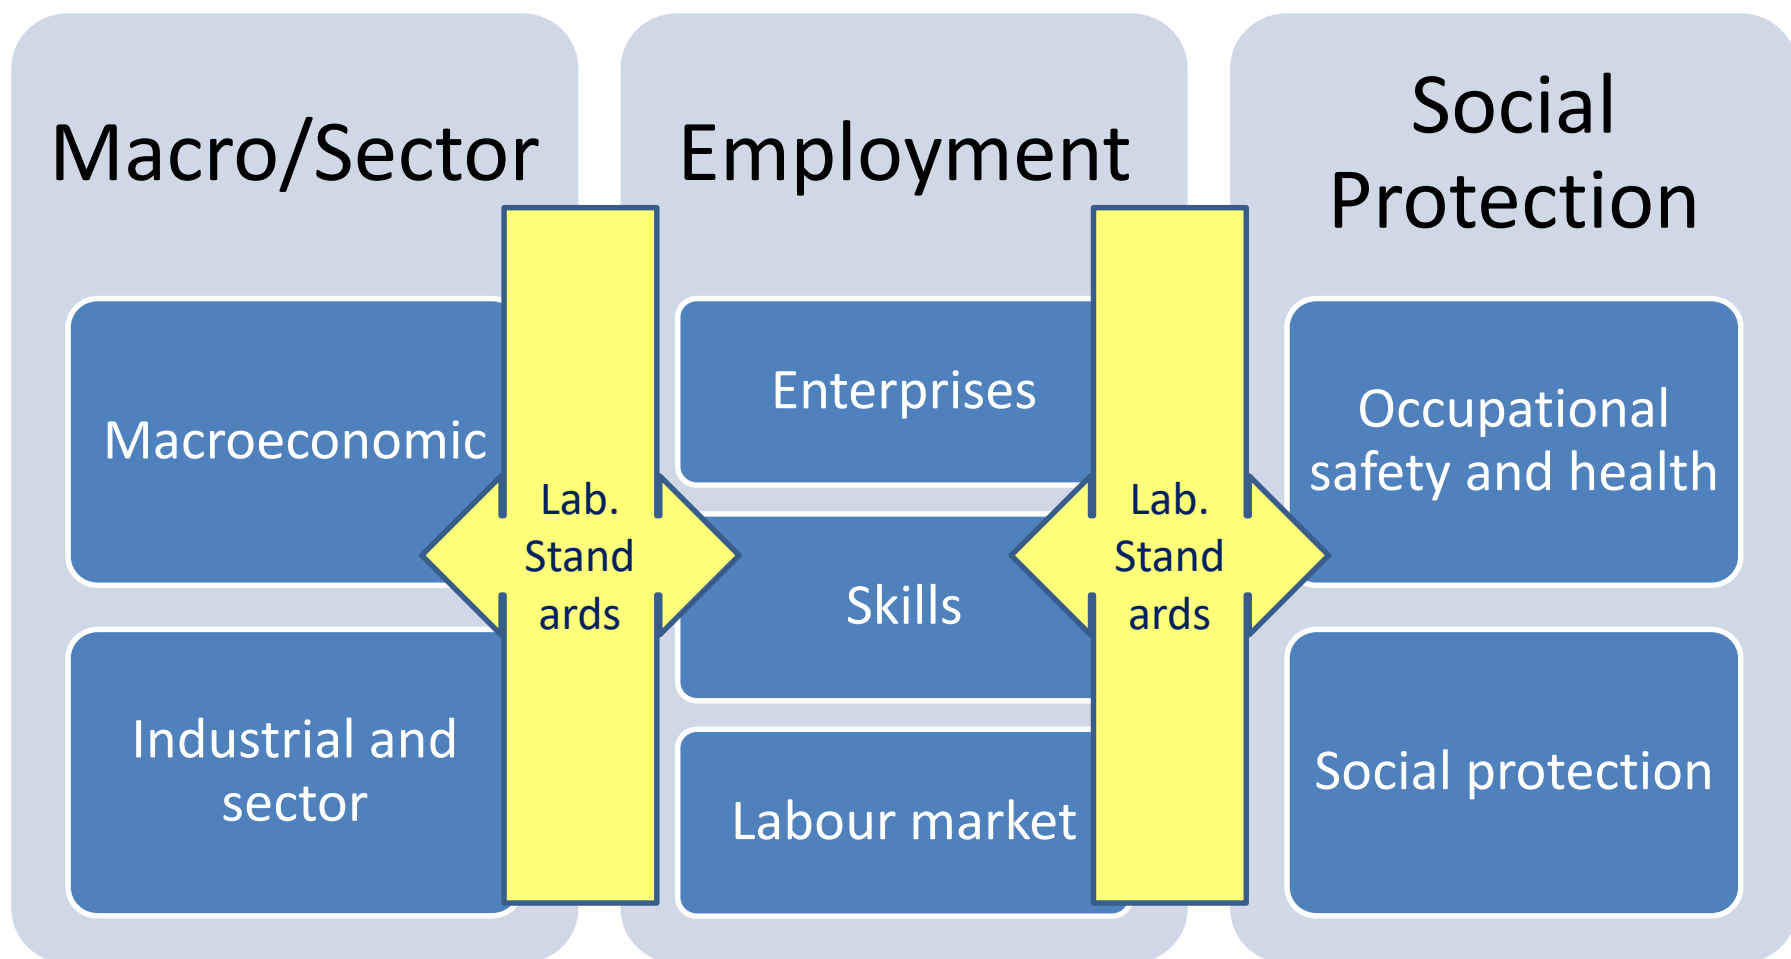 Macro/Sector
Macroeconomic
Industrial and
sector
Lab.
Stand
ards
Employment
Enterprises
Skills
Labour market
Lab.
Stand
ards
Social
Protection
Occupational
safety and health
Social protection